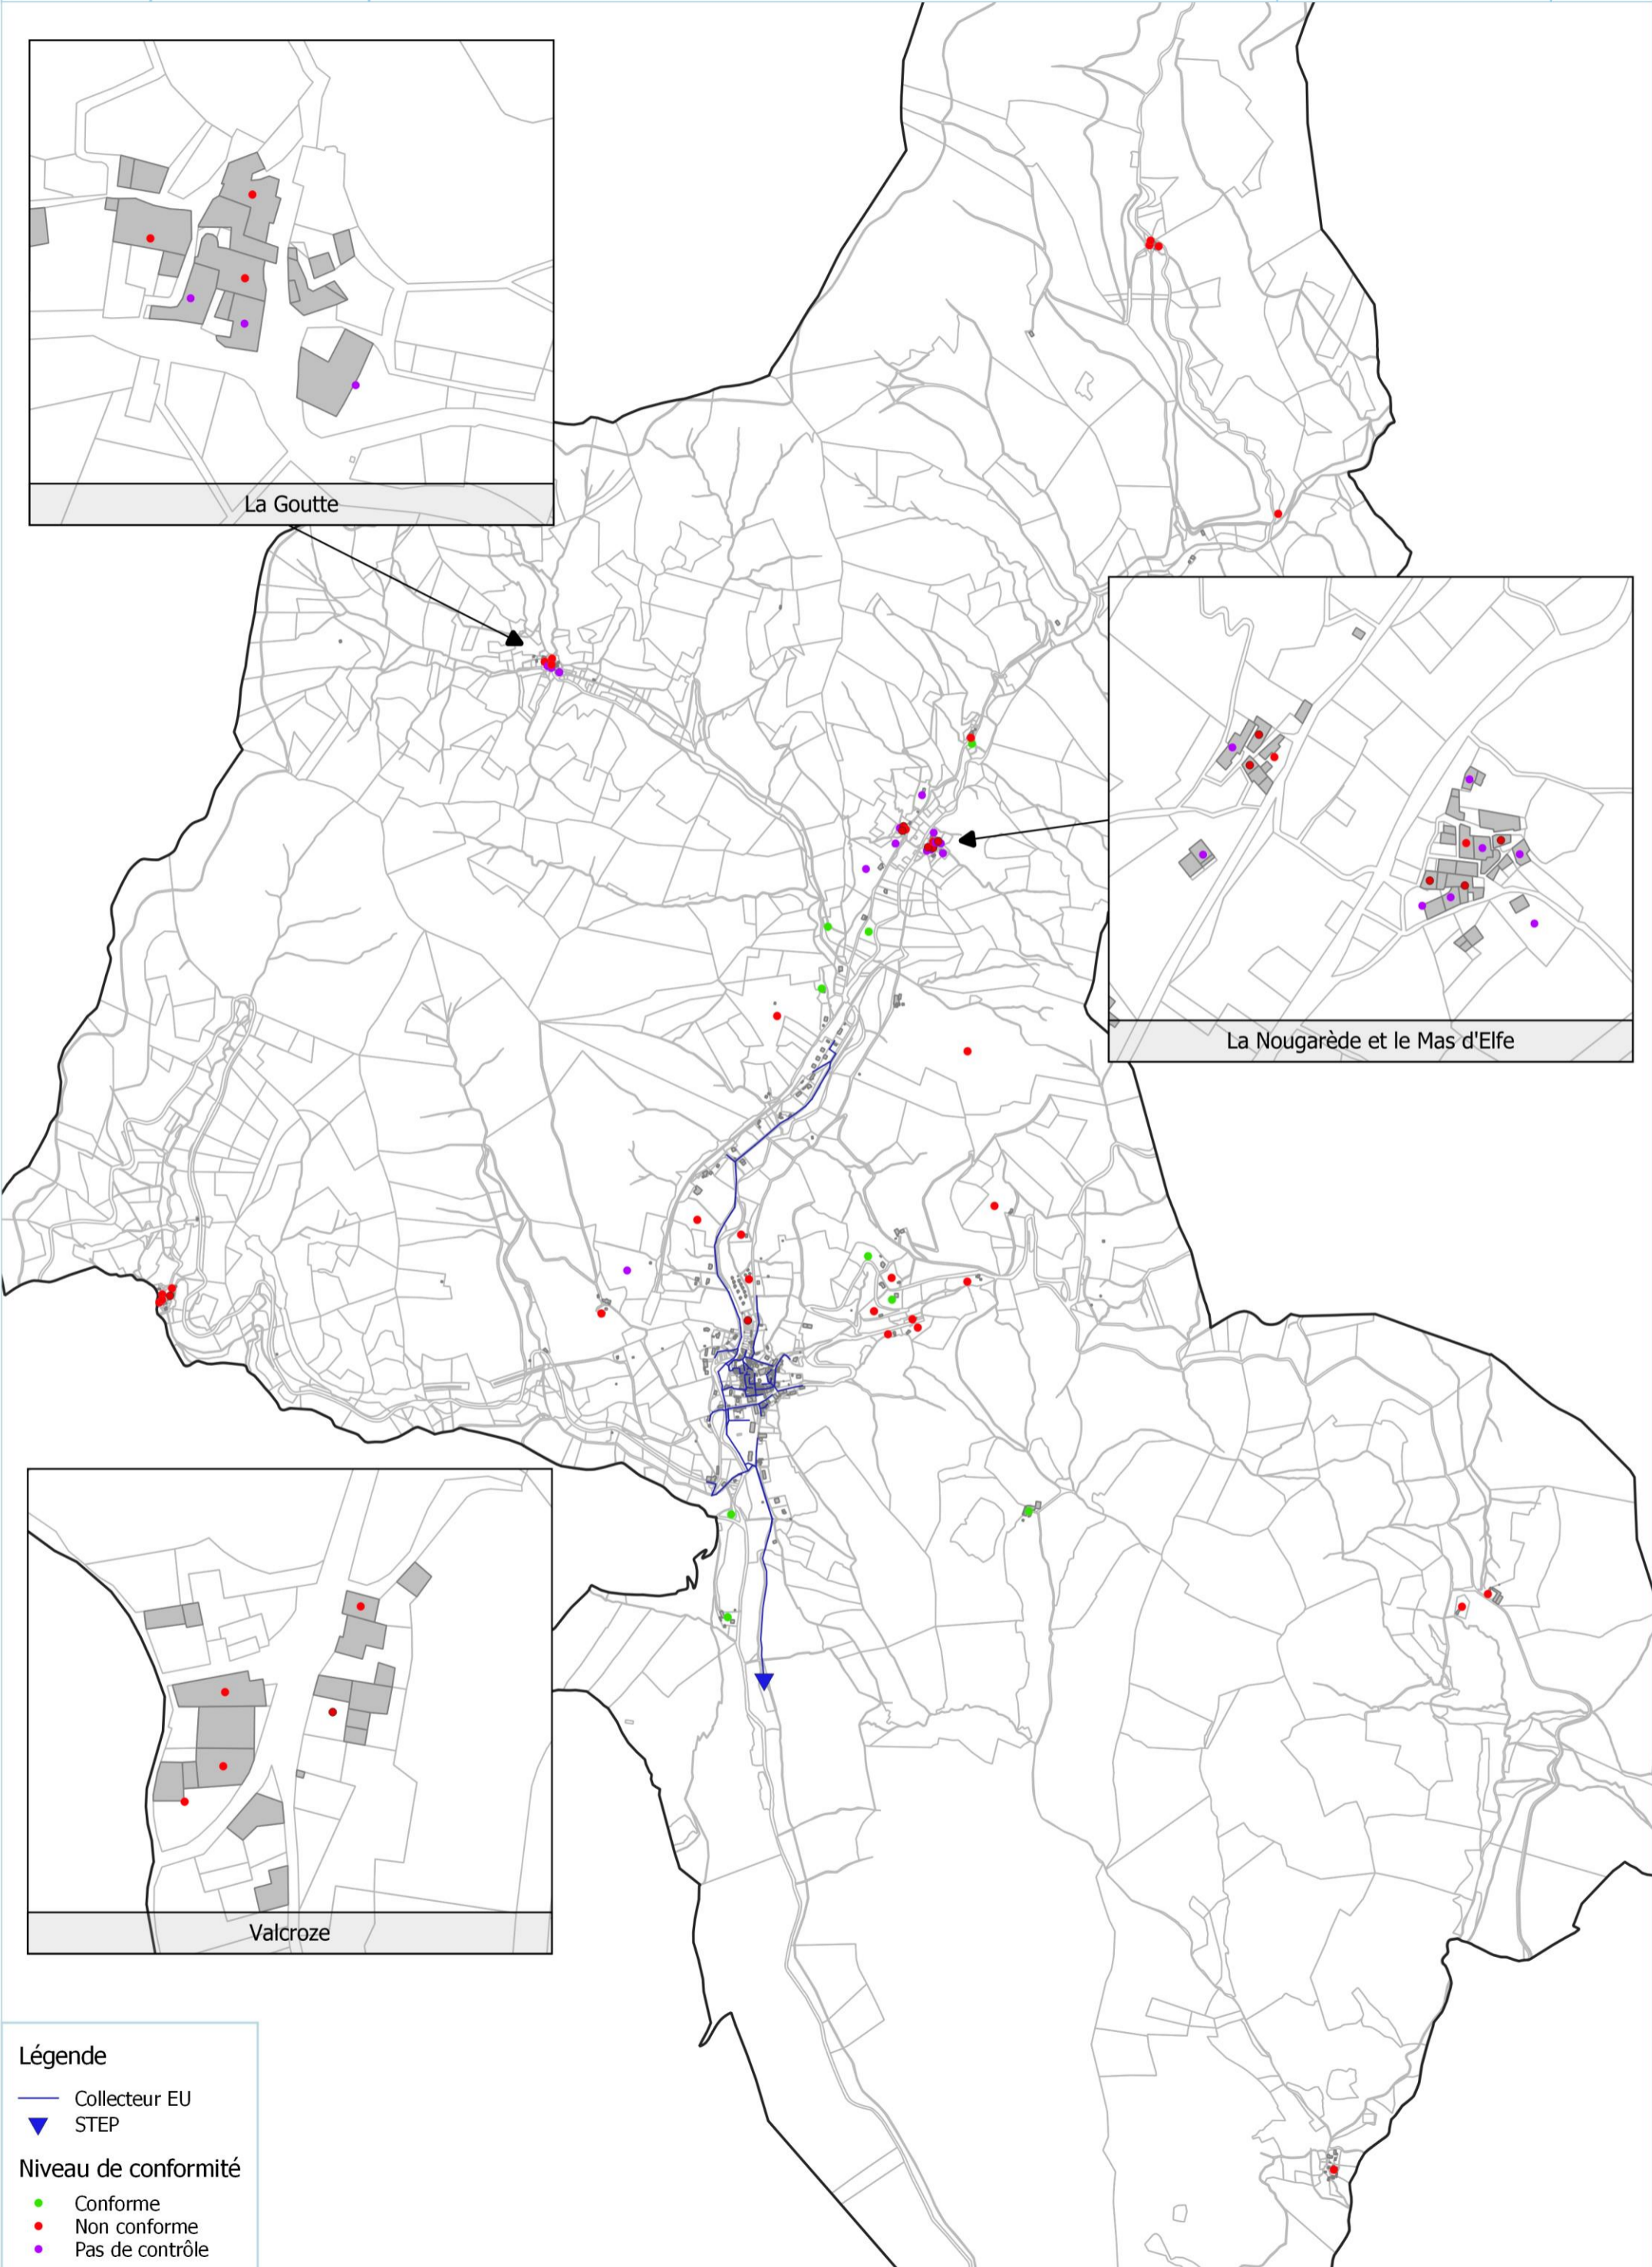 La Goutte
La Nougarède et le Mas d'Elfe
Valcroze
Légende
Collecteur EU
STEP
Niveau de conformité
Conforme
Non conforme
Pas de contrôle